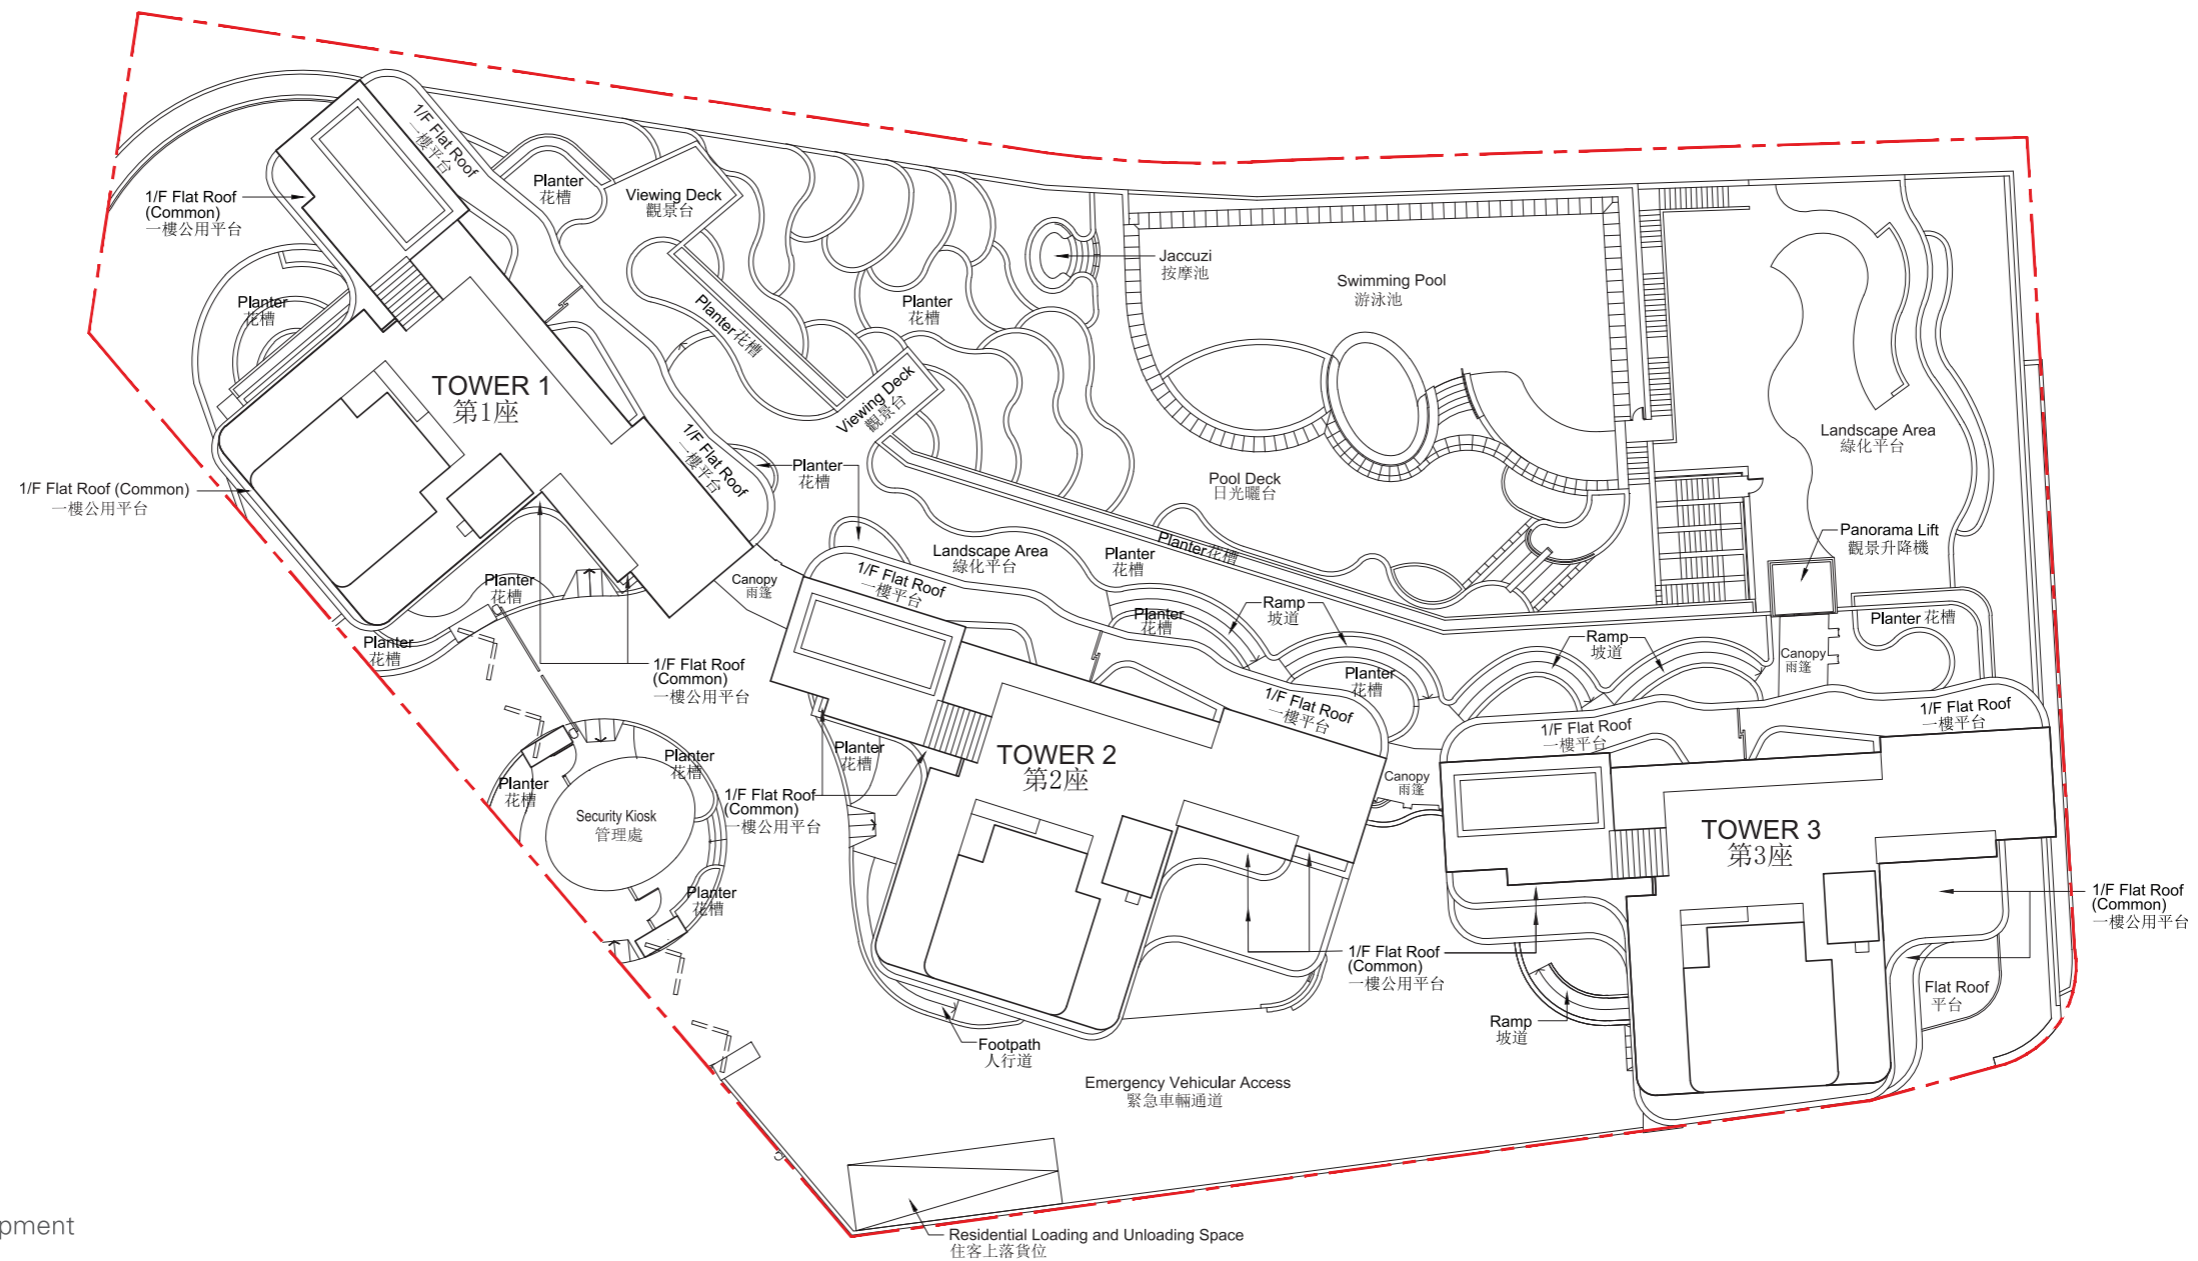 1/F Flat Roof
一樓平台
1/F Flat Roof
(Common)
一樓公用平台
Planter
花槽
Viewing Deck
觀景台
Planter
花槽
Jaccuzi
按摩池
Swimming Pool
游泳池
Planter
花槽
Planter 花槽
TOWER 1
第1座
Viewing Deck
觀景台
1/F Flat Roof
一樓平台
Planter
花槽
1/F Flat Roof (Common)
一樓公用平台
Pool Deck
日光曬台
Landscape Area
綠化平台
Panorama Lift
觀景升降機
Planter花槽
Landscape Area
綠化平台
Planter
花槽
1/F Flat Roof
一樓平台
Canopy
雨篷
Planter
花槽
Planter
花槽
Planter
花槽
Ramp
坡道
Ramp
坡道
Planter 花槽
Canopy
雨篷
1/F Flat Roof
(Common)
一樓公用平台
Planter
花槽
1/F Flat Roof
一樓平台
1/F Flat Roof
一樓平台
1/F Flat Roof
一樓平台
Planter
花槽
TOWER 2
第2座
Planter
花槽
Planter
花槽
Canopy
雨篷
1/F Flat Roof
(Common)
一樓公用平台
Security Kiosk
管理處
TOWER 3
第3座
Planter
花槽
1/F Flat Roof
(Common)
一樓公用平台
1/F Flat Roof
(Common)
一樓公用平台
Flat Roof
平台
Ramp
坡道
Footpath
人行道
Emergency Vehicular Access
緊急車輛通道
pment
Residential Loading and Unloading Space
住客上落貨位